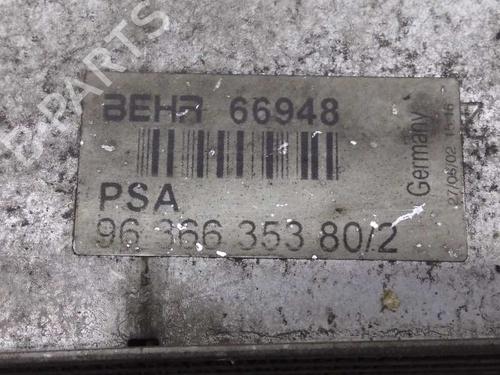 BEHR 66948
PSA
96 366 353 80/2
Germany
27/06/02
B-PARTS